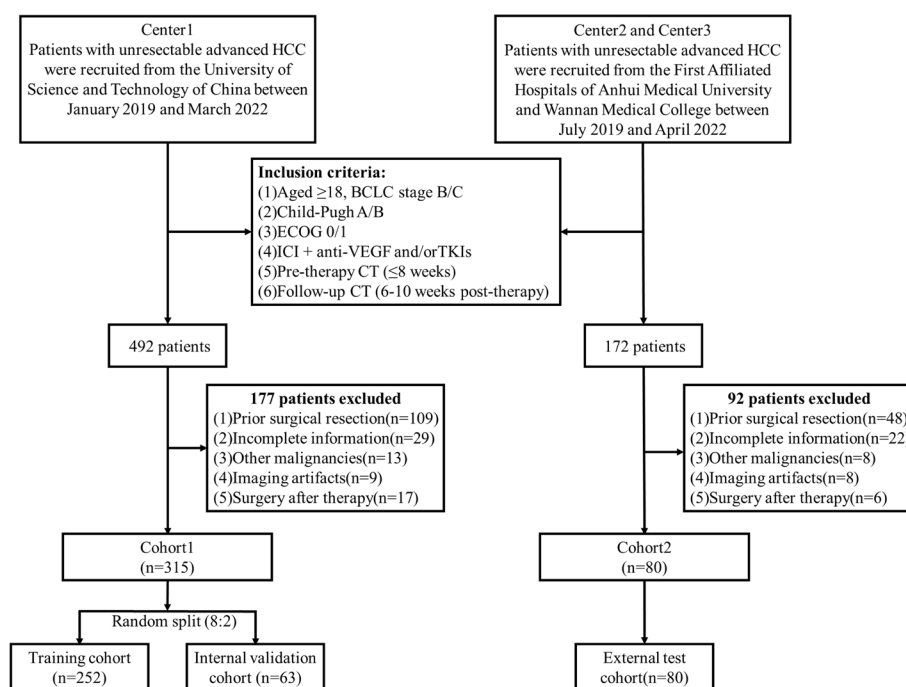 Center1
Patients with unresectable advanced HCC
were recruited from the University of
Science and Technology of China between
January 2019 and March 2022
Center2 and Center3
Patients with unresectable advanced HCC
were recruited from the First Affiliated
Hospitals of Anhui Medical University
and Wannan Medical College between
July 2019 and April 2022
Inclusion criteria:
(1)Aged ≥18, BCLC stage B/C
(2)Child-Pugh A/B
(3)ECOG 0/1
(4)ICI + anti-VEGF and/orTKIs
(5)Pre-therapy CT (≤8 weeks)
(6)Follow-up CT (6-10 weeks post-therapy)
492 patients
172 patients
177 patients excluded
(1)Prior surgical resection(n=109)
(2)Incomplete information(n=29)
(3)Other malignancies(n=13)
(4)Imaging artifacts(n=9)
(5)Surgery after therapy(n=17)
92 patients excluded
(1)Prior surgical resection(n=48)
(2)Incomplete information(n=22
(3)Other malignancies(n=8)
(4)Imaging artifacts(n=8)
(5)Surgery after therapy(n=6)
Cohort1
(n=315)
Cohort2
(n=80)
Random split (8:2)
Training cohort
(n=252)
Internal validation
cohort (n=63)
External test
cohort(n=80)